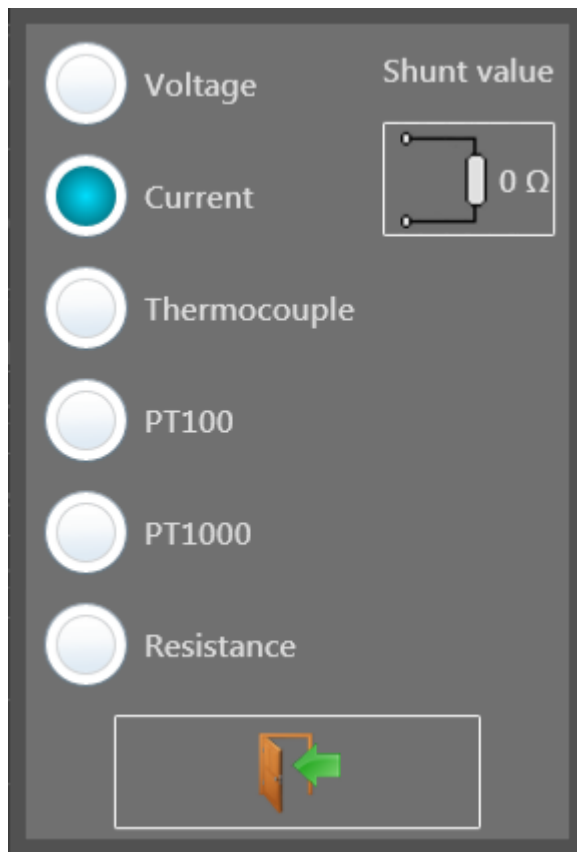 Voltage
Shunt value
Current
0 Ω
Thermocouple
PT100
PT1000
Resistance